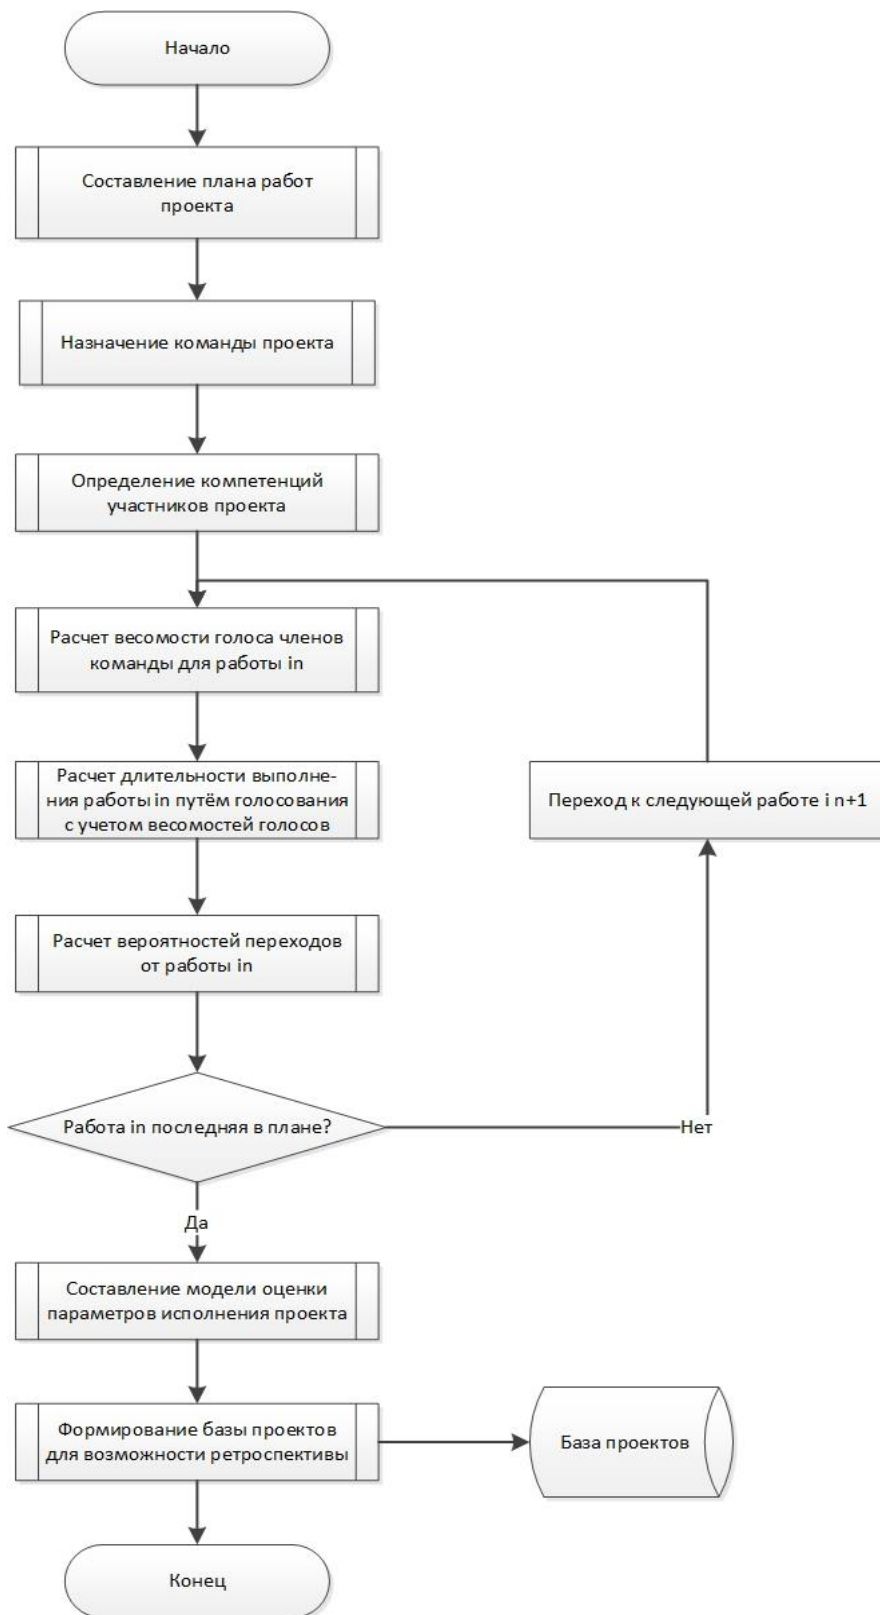 Начало
Составление плана работ
проекта
Назначение команды проекта
Определение компетенций
участников проекта
Расчет весомости голоса членов
команды для работы in
Расчет длительности выполне-
ния работы in путём голосования
с учетом весомостей голосов
Переход к следующей работе i n+1
Расчет вероятностей переходов
от работы in
Работа in последняя в плане?
Нет
Да
Составление модели оценки
параметров исполнения проекта
Формирование базы проектов
для возможности ретроспективы
База проектов
Конец